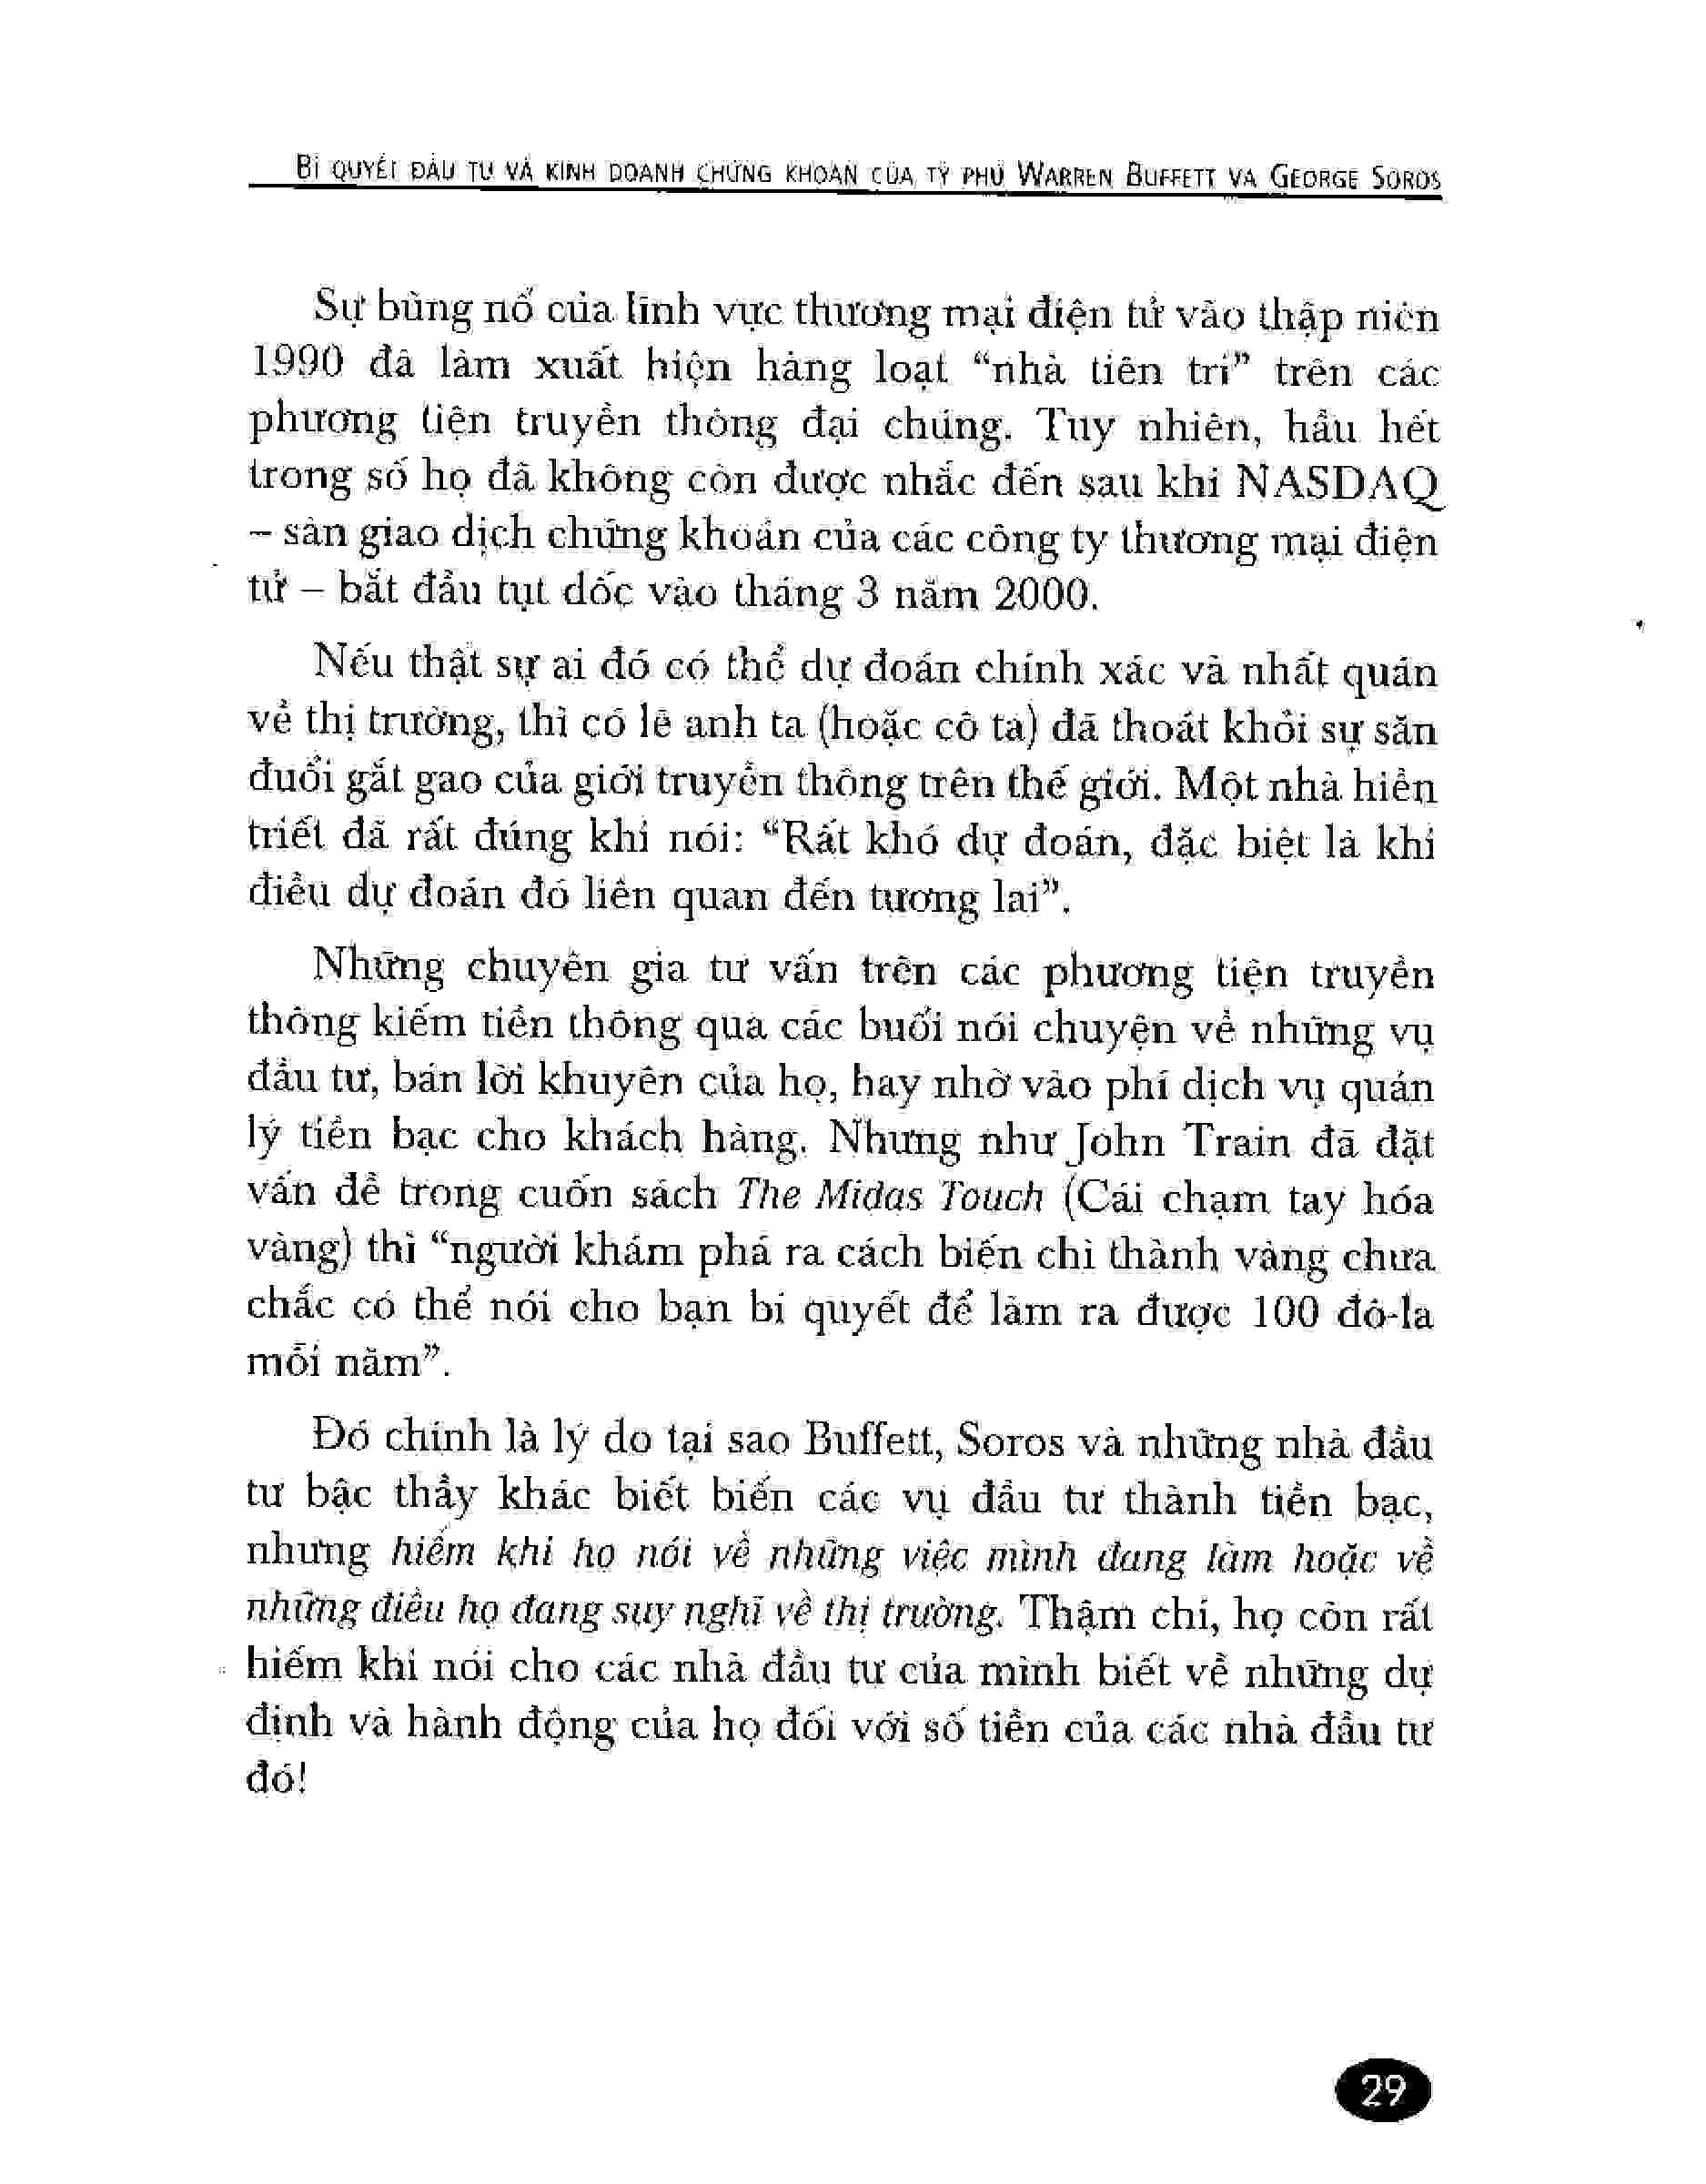 BÍ QUYẾT ĐẦU TƯ VÀ KINH DOANH CHỨNG KHOÁN CỦA TỶ PHÚ WARREN BUFFETT VÀ GEORGE SOROS
Sự bùng nổ của lĩnh vực thương mại điện tử vào thập niên
1990 đã làm xuất hiện hàng loạt “nhà tiên tri” trên các
phương tiện truyền thông đại chúng. Tuy nhiên, hầu hết
trong số họ đã không còn được nhắc đến sau khi NASDAQ
– sàn giao dịch chứng khoán của các công ty thương mại điện
tử – bắt đầu tụt dốc vào tháng 3 năm 2000.
Nếu thật sự ai đó có thể dự đoán chính xác và nhất quán
về thị trường, thì có lẽ anh ta (hoặc cô ta) đã thoát khỏi sự săn
đuổi gắt gao của giới truyền thông trên thế giới. Một nhà hiền
triết đã rất đúng khi nói: “Rất khó dự đoán, đặc biệt là khi
điều dự đoán đó liên quan đến tương lai”.
Những chuyên gia tư vấn trên các phương tiện truyền
thông kiếm tiền thông qua các buổi nói chuyện về những vụ
đầu tư, bán lời khuyên của họ, hay nhờ vào phí dịch vụ quản
lý tiền bạc cho khách hàng. Nhưng như John Train đã đặt
vấn đề trong cuốn sách The Midas Touch (Cái chạm tay hóa
vàng) thì “người khám phá ra cách biến chì thành vàng chưa
chắc có thể nói cho bạn bí quyết để làm ra được 100 đô-la
mỗi năm”.
Đó chính là lý do tại sao Buffett, Soros và những nhà đầu
tư bậc thầy khác biết biến các vụ đầu tư thành tiền bạc,
nhưng hiếm khi họ nói về những việc mình đang làm hoặc về
những điều họ đang suy nghĩ về thị trường. Thậm chí, họ còn rất
hiếm khi nói cho các nhà đầu tư của mình biết về những dự
định và hành động của họ đối với số tiền của các nhà đầu tư
đó!
29